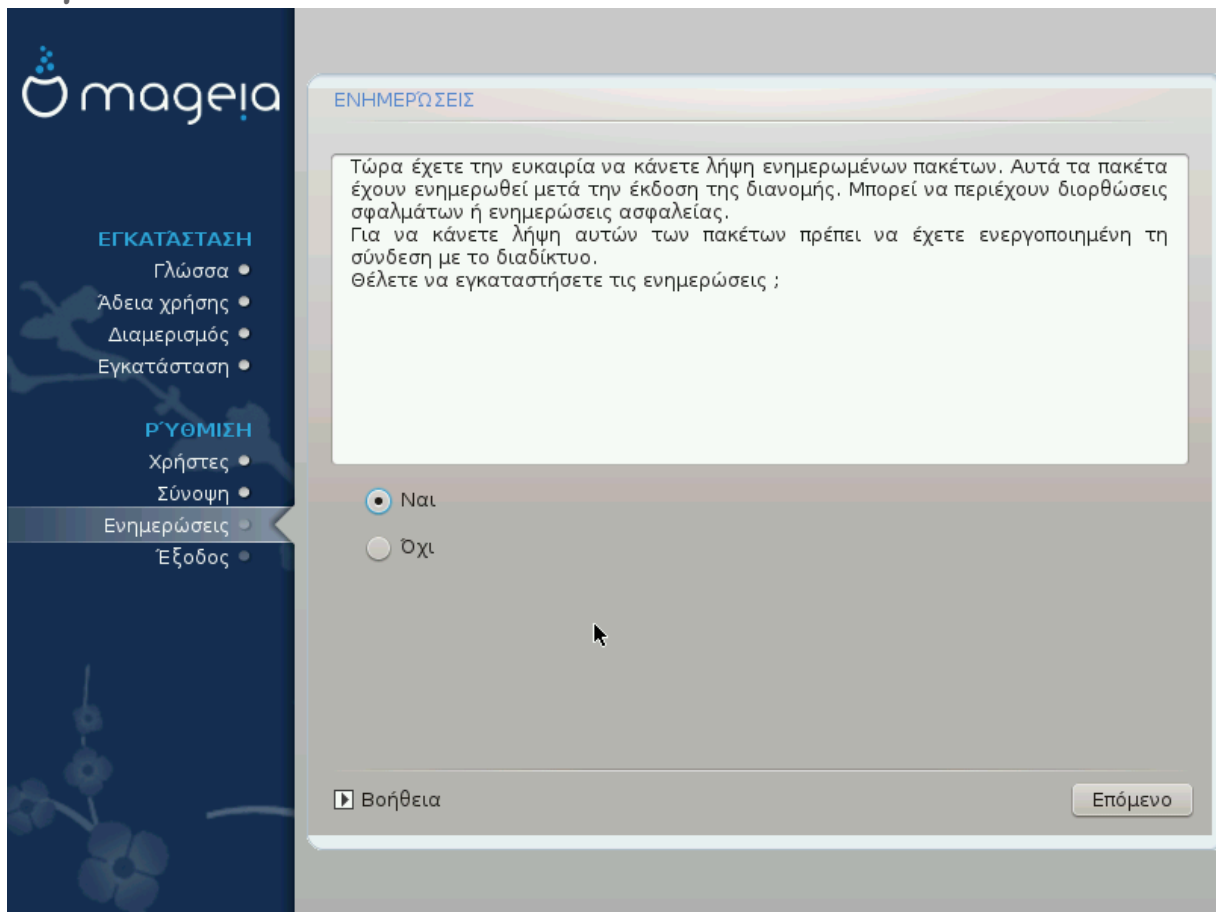 mageia
ΕΓΚΑΤΆΣΤΑΣΗ
Γλώσσα
Άδεια χρήσης
Διαμερισμός
Εγκατάσταση
ΡΎΘΜΙΣΗ
Χρήστες
Σύνοψη
Ενημερώσεις
Έξοδος
ΕΝΗΜΕΡΏΣΕΙΣ
Τώρα έχετε την ευκαιρία να κάνετε λήψη ενημερωμένων πακέτων. Αυτά τα πακέτα
έχουν ενημερωθεί μετά την έκδοση της διανομής. Μπορεί να περιέχουν διορθώσεις
σφαλμάτων ή ενημερώσεις ασφαλείας.
Για να κάνετε λήψη αυτών των πακέτων πρέπει να έχετε ενεργοποιημένη τη
σύνδεση με το διαδίκτυο.
Θέλετε να εγκαταστήσετε τις ενημερώσεις ;
Ναι
Όχι
Βοήθεια
Επόμενο